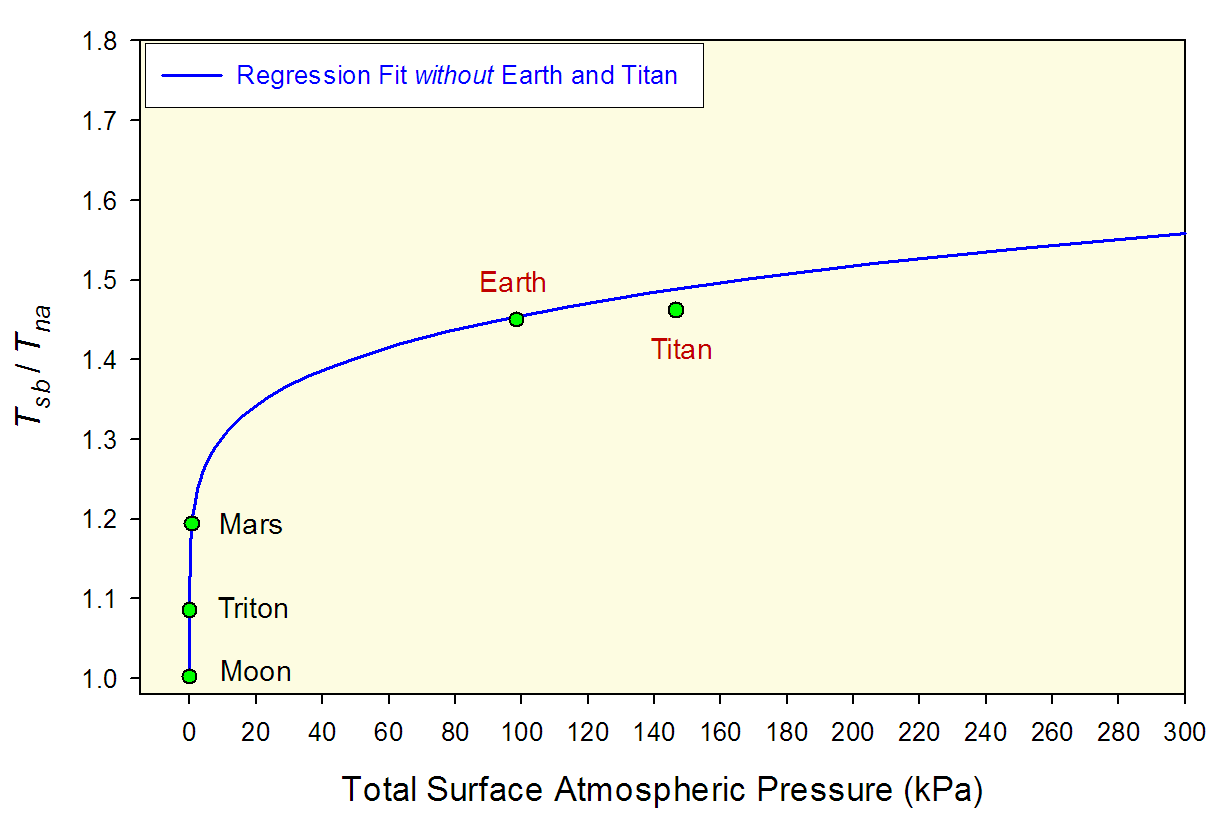 Regression Fit without Earth and Titan
1.8
1.7
1.6
1.5
1.4
1.3
1.2
1.1
1.0
Tsb / Tna
Earth
Titan
Mars
Triton
Moon
0 20 40 60 80 100 120 140 160 180 200 220 240 260 280 300
Total Surface Atmospheric Pressure (kPa)